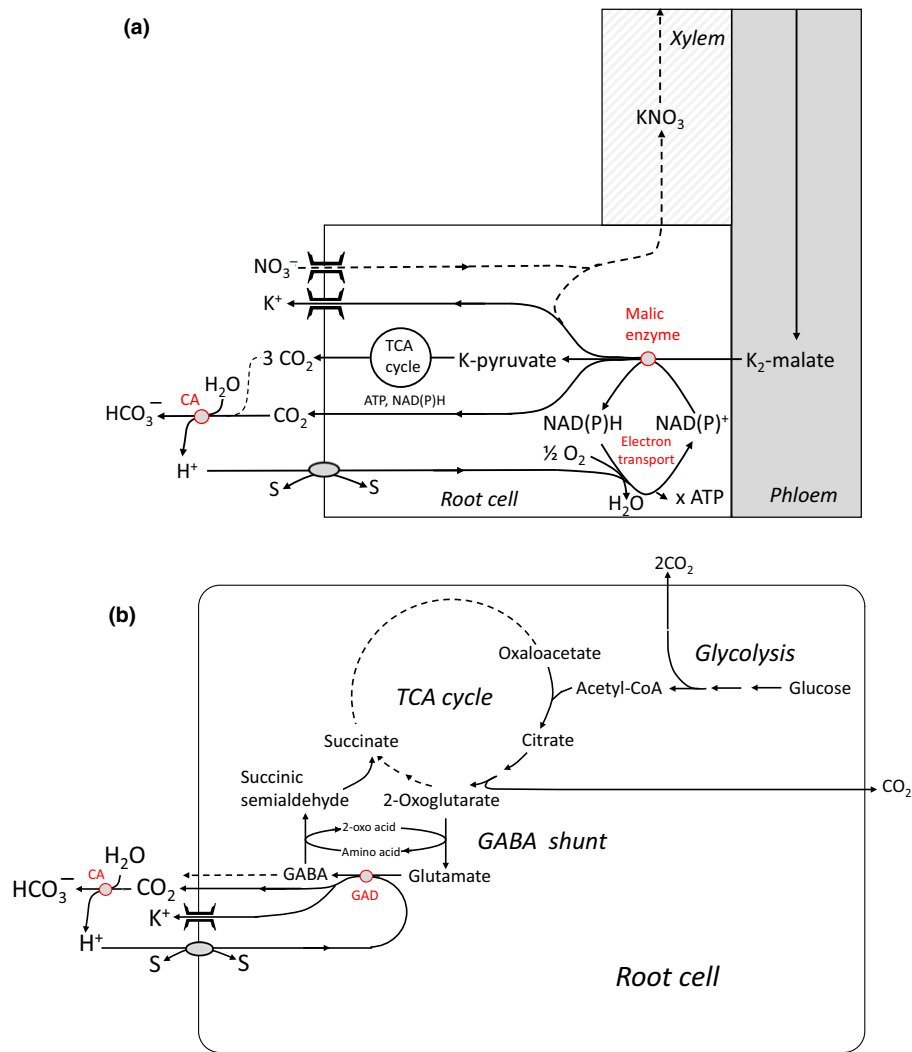 (a)
Xylem
KNO₃
NO₃⁻
K⁺
Malic
enzyme
3 CO₂
TCA
cycle
K-pyruvate
K₂-malate
ATP, NAD(P)H
H₂O
CA
HCO₃⁻
CO₂
NAD(P)H
NAD(P)⁺
Electron
transport
½ O₂
H⁺
S
S
Root cell
H₂O
x ATP
Phloem
(b)
2CO₂
Oxaloacetate
Glycolysis
TCA cycle
Acetyl-CoA
Glucose
Succinate
Citrate
Succinic
semialdehyde
2-Oxoglutarate
CO₂
2-oxo acid
Amino acid
GABA shunt
H₂O
CA
GABA
Glutamate
HCO₃⁻
CO₂
GAD
K⁺
H⁺
S
S
Root cell